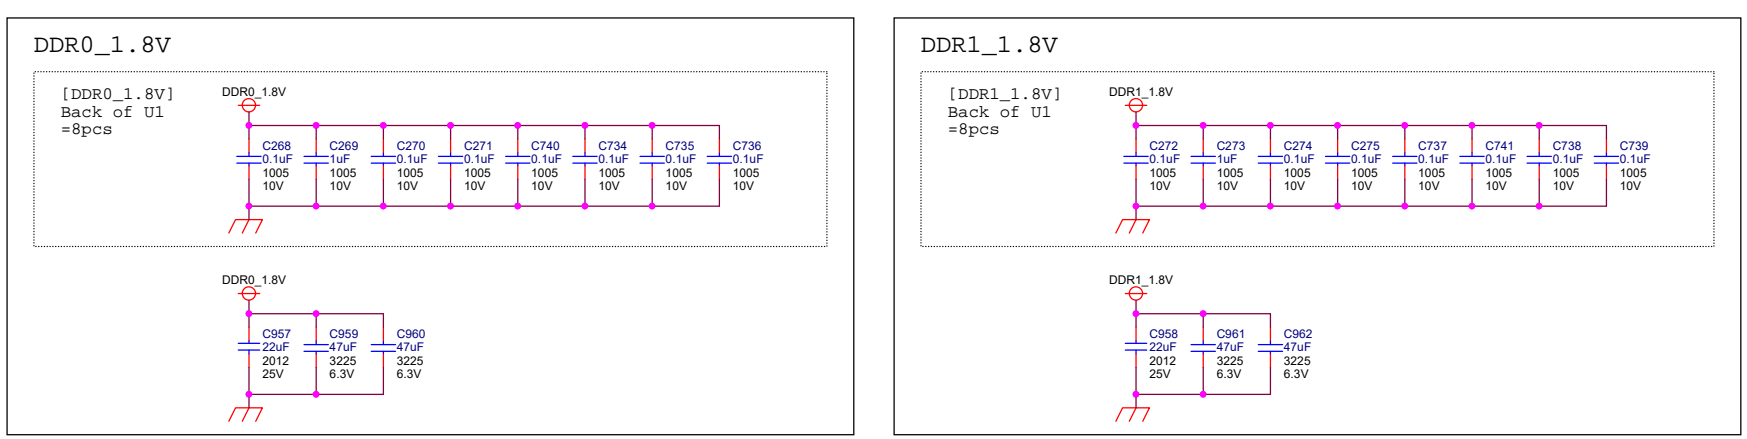 DDR0_1.8V
[DDR0_1.8V]
Back of U1
=8pcs
DDR0_1.8V
C268 C269 C270 C271 C740 C734 C735 C736
0.1uF 1uF 0.1uF 0.1uF 0.1uF 0.1uF 0.1uF 0.1uF
1005 1005 1005 1005 1005 1005 1005 1005
10V 10V 10V 10V 10V 10V 10V 10V
DDR0_1.8V
C957 C959 C960
22uF 47uF 47uF
2012 3225 3225
25V 6.3V 6.3V
DDR1_1.8V
[DDR1_1.8V]
Back of U1
=8pcs
DDR1_1.8V
C272 C273 C274 C275 C737 C741 C738 C739
0.1uF 1uF 0.1uF 0.1uF 0.1uF 0.1uF 0.1uF 0.1uF
1005 1005 1005 1005 1005 1005 1005 1005
10V 10V 10V 10V 10V 10V 10V 10V
DDR1_1.8V
C958 C961 C962
22uF 47uF 47uF
2012 3225 3225
25V 6.3V 6.3V